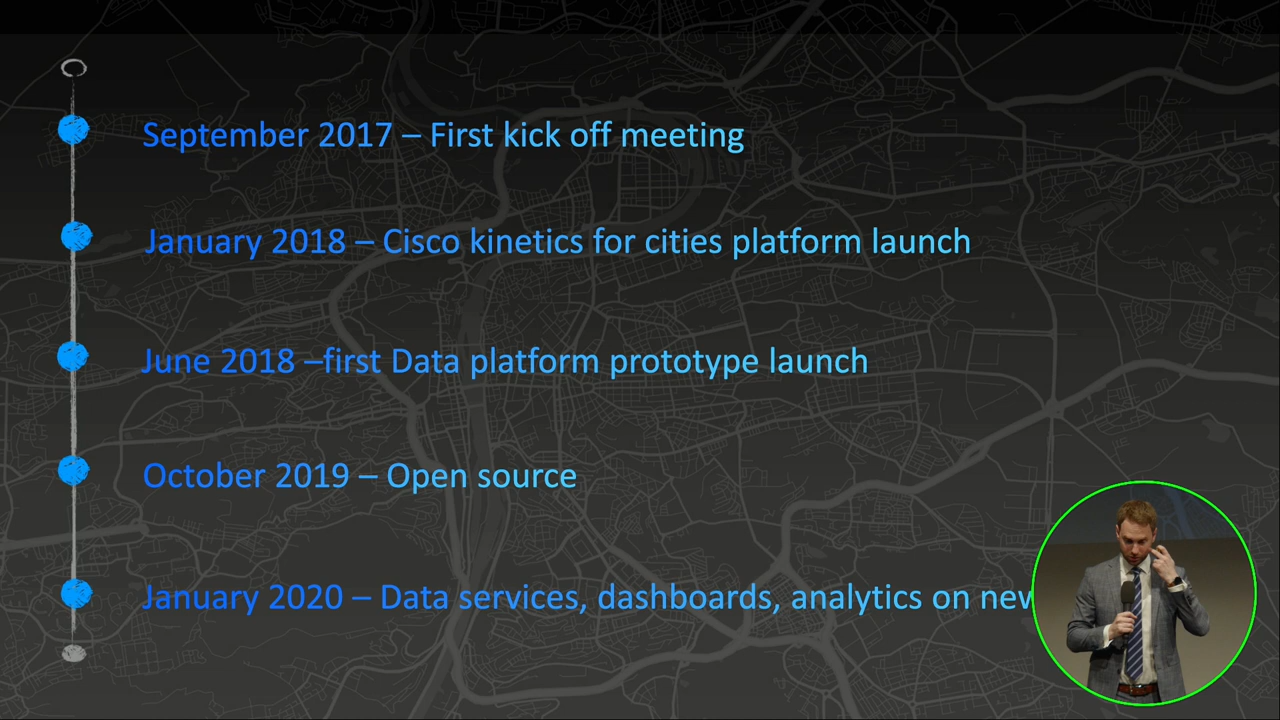 September 2017 – First kick off meeting
January 2018 – Cisco kinetics for cities platform launch
June 2018 –first Data platform prototype launch
October 2019 – Open source
January 2020 – Data services, dashboards, analytics on